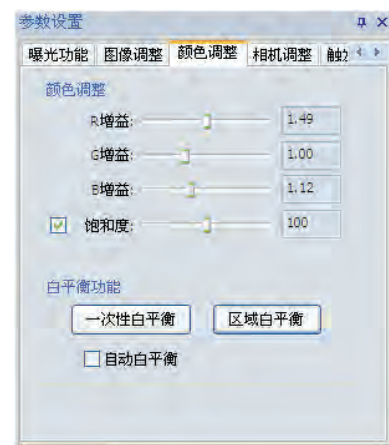 参数设置
曝光功能 图像调整 颜色调整 相机调整
颜色调整
R增益: 1.49
G增益: 1.00
B增益: 1.12
饱和度: 100
白平衡功能
一次性白平衡 区域白平衡
自动白平衡